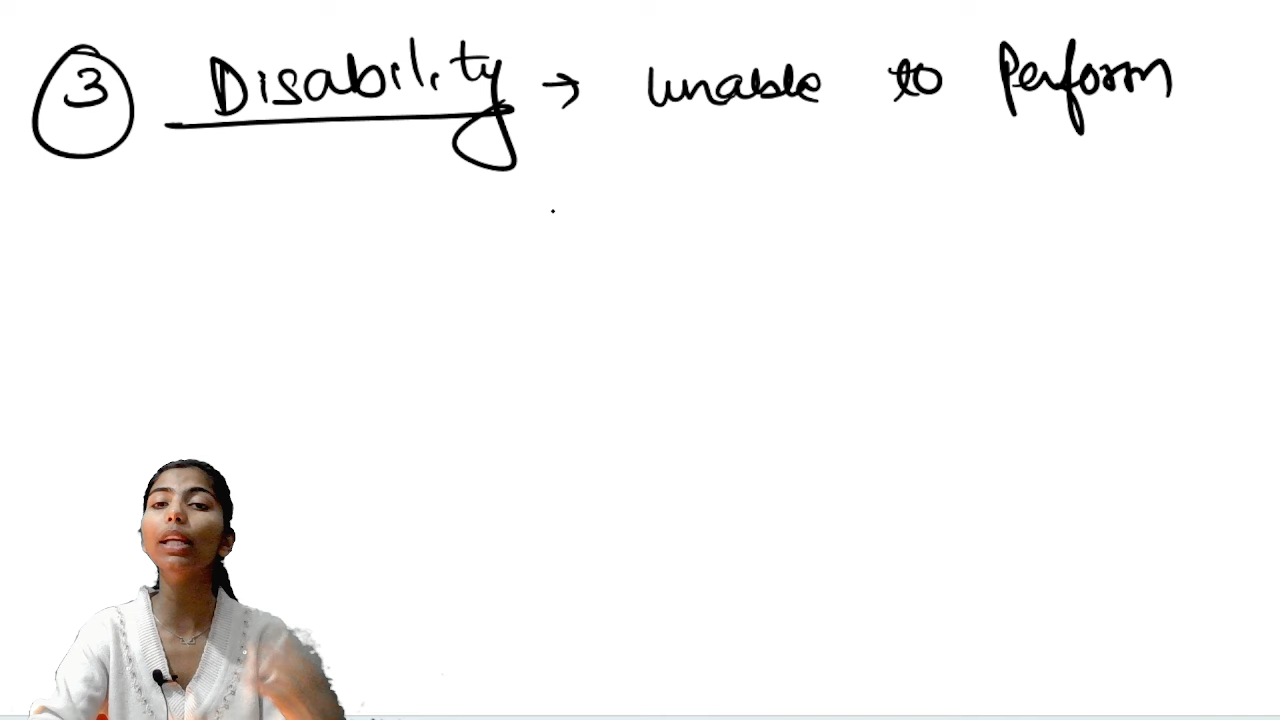 3 Disability → unable to Perform